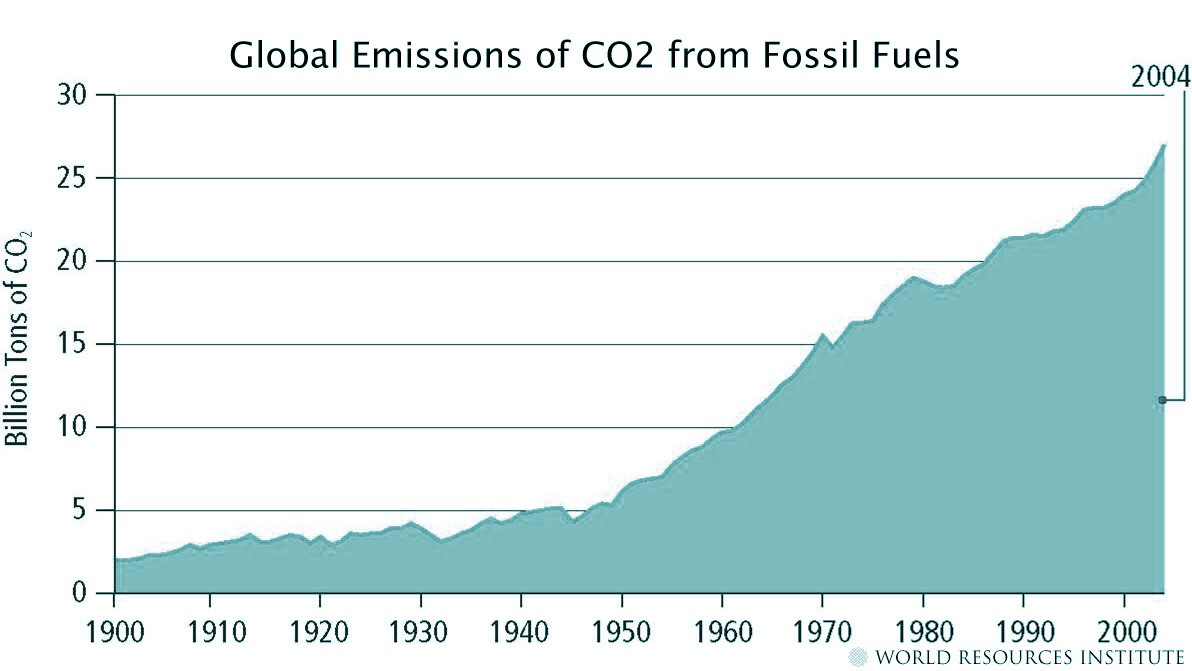 Global Emissions of CO2 from Fossil Fuels
2004
30
25
20
15
10
5
0
Billion Tons of CO₂
1900 1910 1920 1930 1940 1950 1960 1970 1980 1990 2000
WORLD RESOURCES INSTITUTE